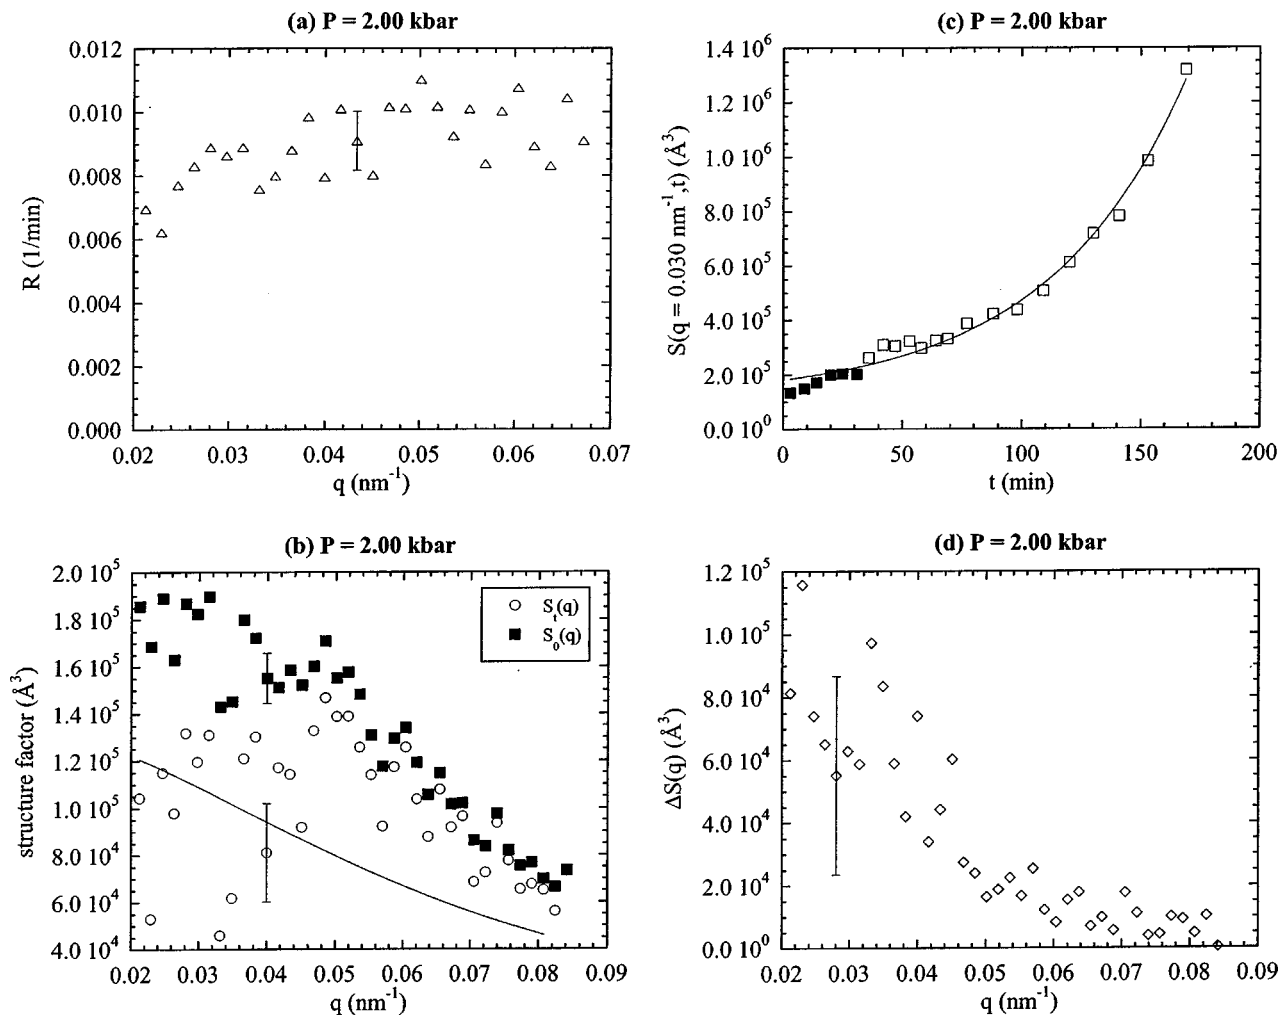 (a) P = 2.00 kbar
0.012
0.010
0.008
0.006
0.004
0.002
0.000
R (1/min)
0.02 0.03 0.04 0.05 0.06 0.07
q (nm⁻¹)
(c) P = 2.00 kbar
1.4 10⁶
1.2 10⁶
1.0 10⁶
8.0 10⁵
6.0 10⁵
4.0 10⁵
2.0 10⁵
0.0 10⁰
S(q = 0.030 nm⁻¹,t) (Å³)
0 50 100 150 200
t (min)
(b) P = 2.00 kbar
2.0 10⁵
1.8 10⁵
1.6 10⁵
1.4 10⁵
1.2 10⁵
1.0 10⁵
8.0 10⁴
6.0 10⁴
4.0 10⁴
structure factor (Å³)
Sₜ(q)
S₀(q)
0.02 0.03 0.04 0.05 0.06 0.07 0.08 0.09
q (nm⁻¹)
(d) P = 2.00 kbar
1.2 10⁵
1.0 10⁵
8.0 10⁴
6.0 10⁴
4.0 10⁴
2.0 10⁴
0.0 10⁰
ΔS(q) (Å³)
0.02 0.03 0.04 0.05 0.06 0.07 0.08 0.09
q (nm⁻¹)